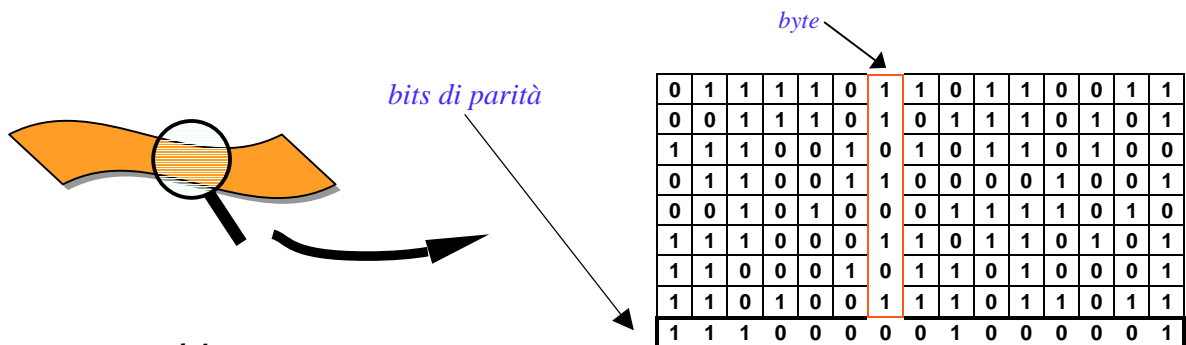 byte
bits di parità
0 1 1 1 1 0 1 1 0 1 1 0 0 1 1
0 0 1 1 1 0 1 0 1 1 1 0 1 0 1
1 1 1 0 0 1 0 1 0 1 1 0 1 0 0
0 1 1 0 0 1 1 0 0 0 0 1 0 0 1
0 0 1 0 1 0 0 0 1 1 1 1 0 1 0
1 1 1 0 0 0 1 1 0 1 1 0 1 0 1
1 1 0 0 0 1 0 1 1 0 1 0 0 0 1
1 1 0 1 0 0 1 1 1 0 1 1 0 1 1
1 1 1 0 0 0 0 0 1 0 0 0 0 0 1